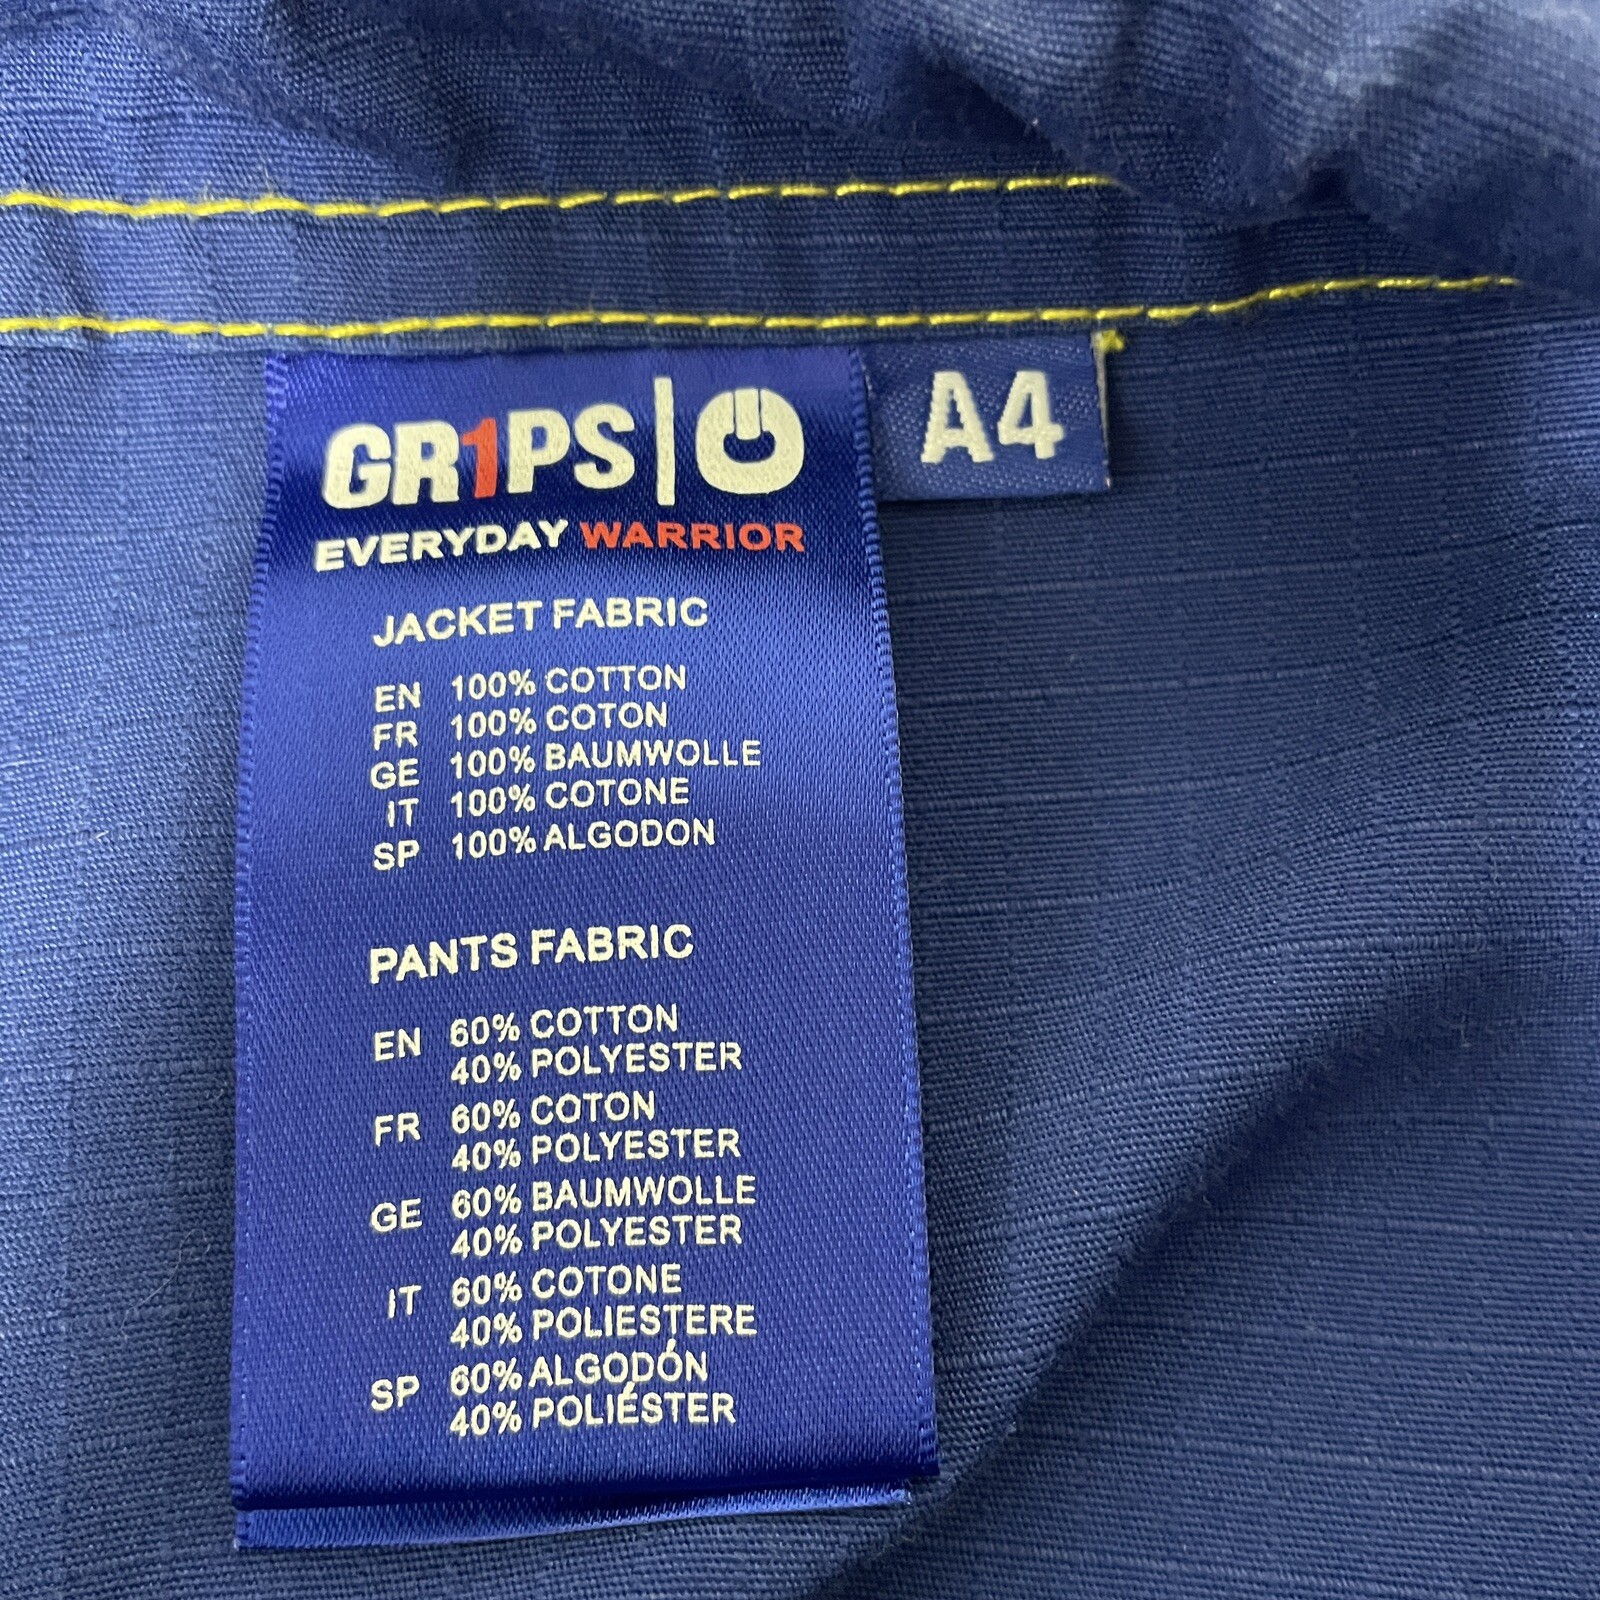 GR1PS
A4
EVERYDAY WARRIOR
JACKET FABRIC
EN 100% COTTON
FR 100% COTON
GE 100% BAUMWOLLE
IT 100% COTONE
SP 100% ALGODON
PANTS FABRIC
EN 60% COTTON
40% POLYESTER
FR 60% COTON
40% POLYESTER
GE 60% BAUMWOLLE
40% POLYESTER
IT 60% COTONE
40% POLIESTERE
SP 60% ALGODÓN
40% POLIÉSTER